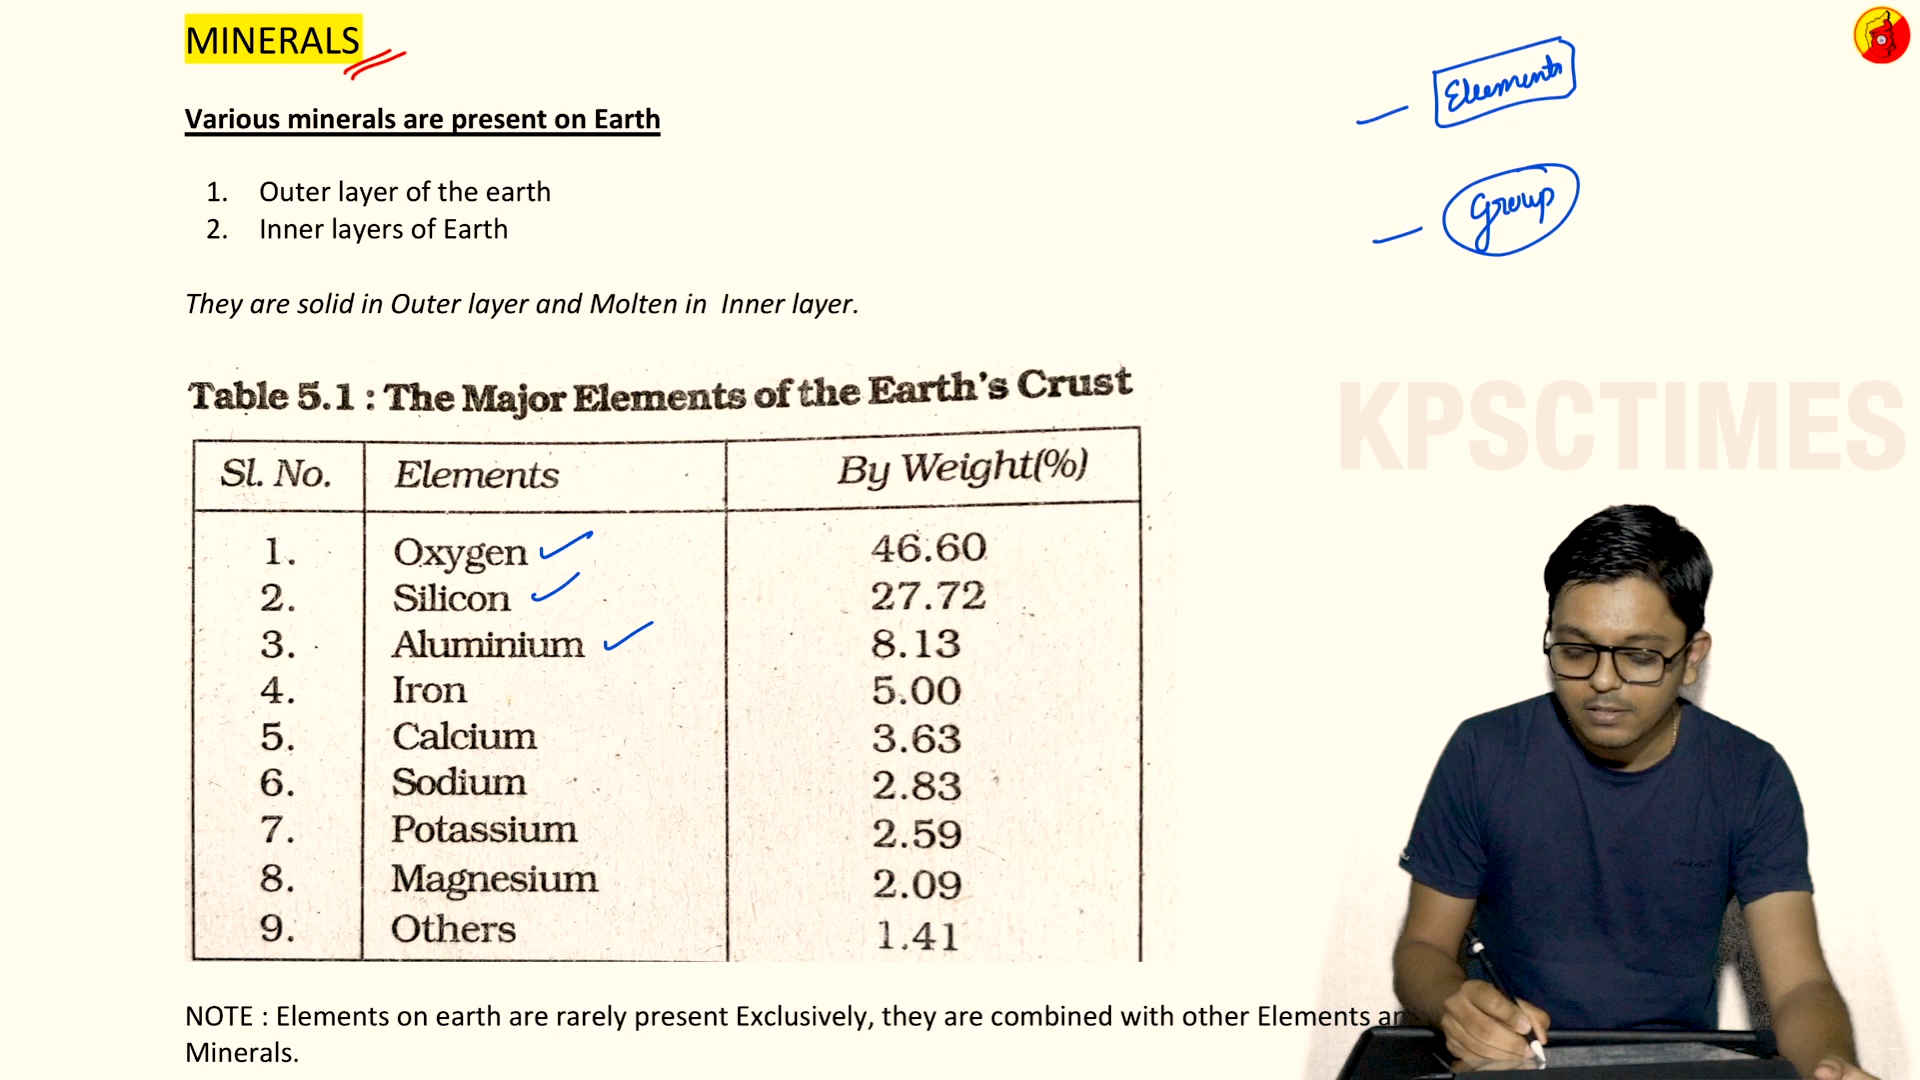 MINERALS
Various minerals are present on Earth
1. Outer layer of the earth
2. Inner layers of Earth
They are solid in Outer layer and Molten in Inner layer.
Elements
Group
Table 5.1 : The Major Elements of the Earth's Crust
Sl. No. Elements By Weight(%)
1. Oxygen 46.60
2. Silicon 27.72
3. Aluminium 8.13
4. Iron 5.00
5. Calcium 3.63
6. Sodium 2.83
7. Potassium 2.59
8. Magnesium 2.09
9. Others 1.41
KPSCTIMES
NOTE : Elements on earth are rarely present Exclusively, they are combined with other Elements
Minerals.